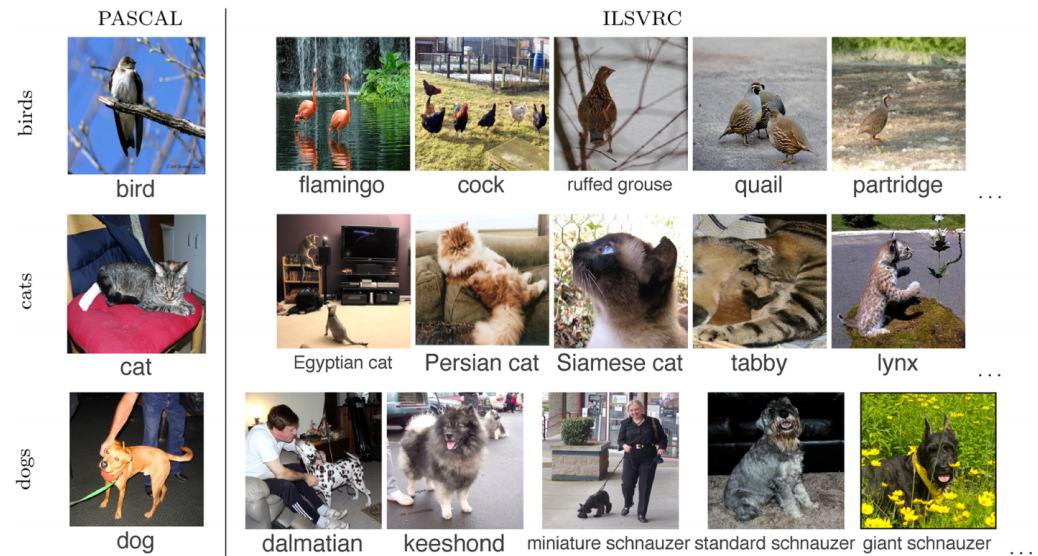 PASCAL
ILSVRC
birds
bird
flamingo
cock
ruffed grouse
quail
partridge
...
cats
cat
Egyptian cat
Persian cat
Siamese cat
tabby
lynx
...
dogs
dog
dalmatian
keeshond
miniature schnauzer
standard schnauzer
giant schnauzer
...